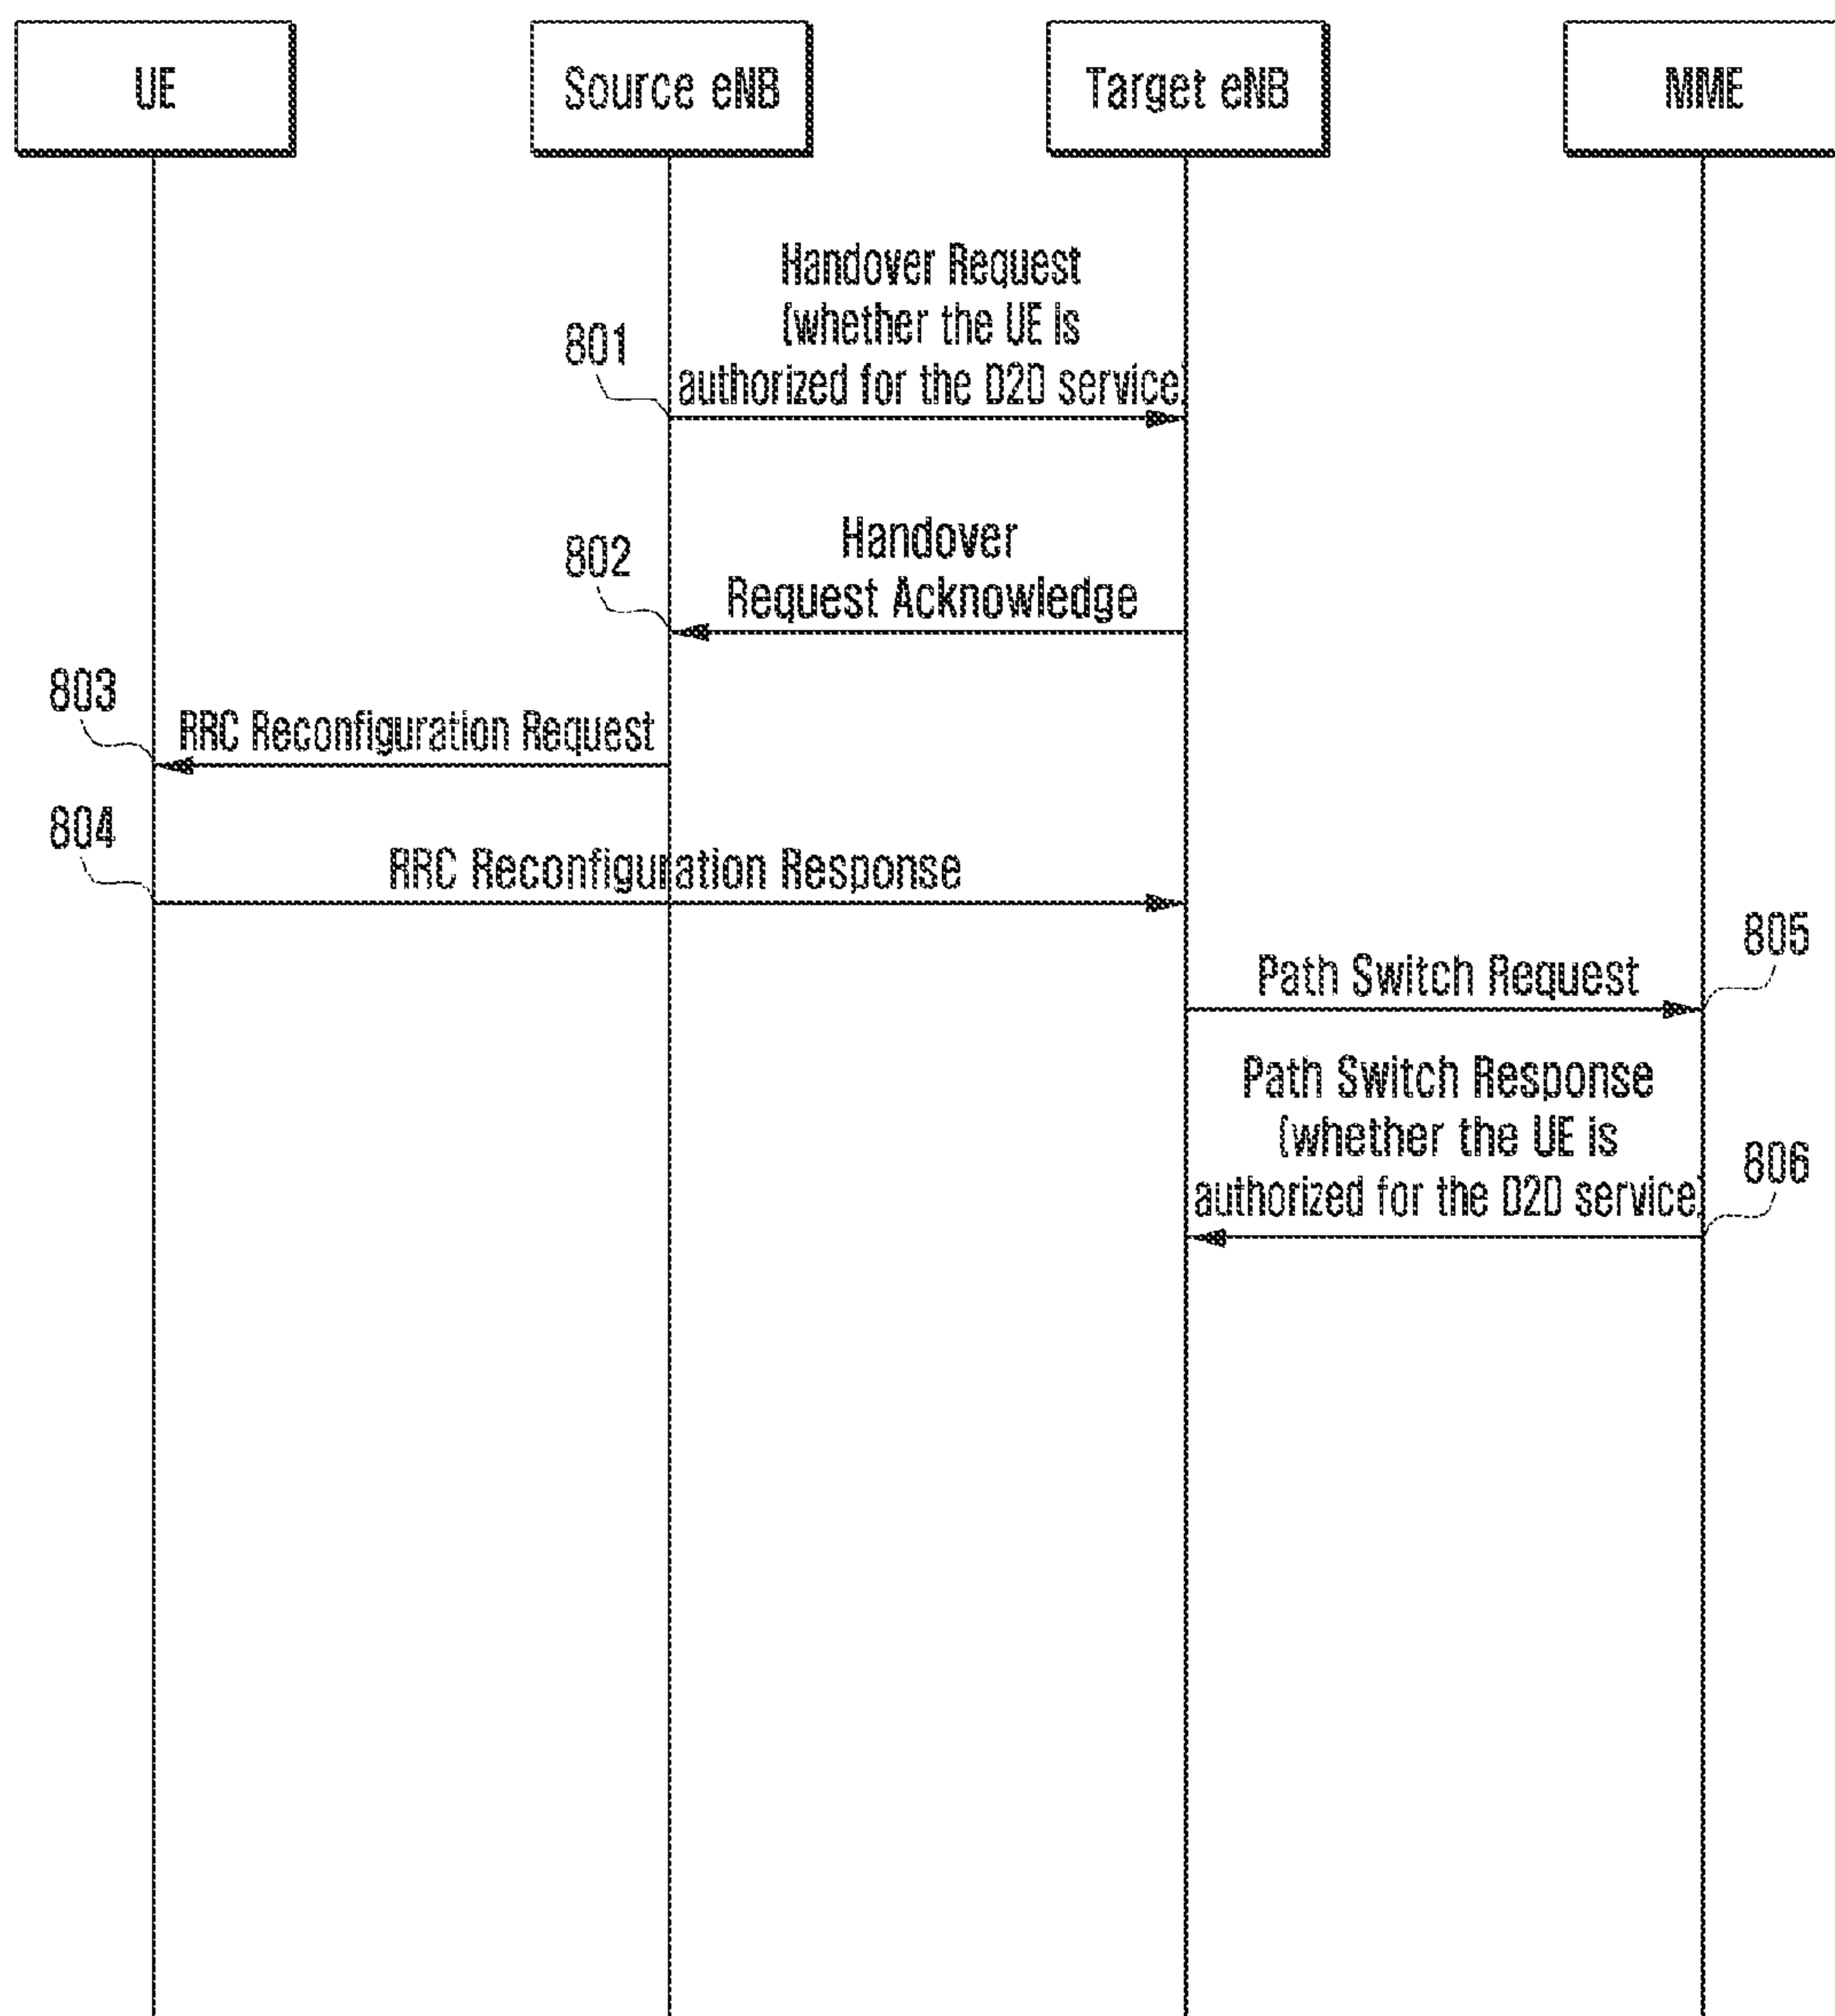 UE
Source eNB
Target eNB
MME
Handover Request
(whether the UE is
801
authorized for the D2D service)
Handover
802
Request Acknowledge
803
RRC Reconfiguration Request
804
RRC Reconfiguration Response
805
Path Switch Request
Path Switch Response
(whether the UE is
806
authorized for the D2D service)